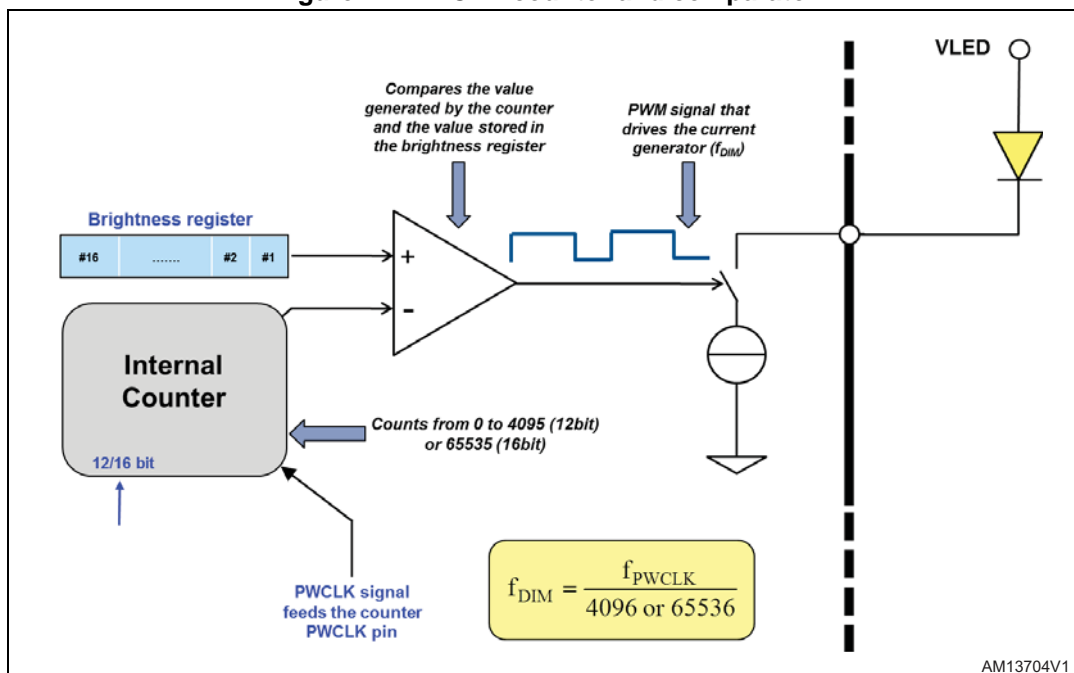 VLED
Compares the value
generated by the counter
and the value stored in
the brightness register
PWM signal that
drives the current
generator (fDIM)
Brightness register
#16 ....... #2 #1
+
-
Internal
Counter
12/16 bit
Counts from 0 to 4095 (12bit)
or 65535 (16bit)
PWCLK signal
feeds the counter
PWCLK pin
fDIM = fPWCLK / 4096 or 65536
AM13704V1